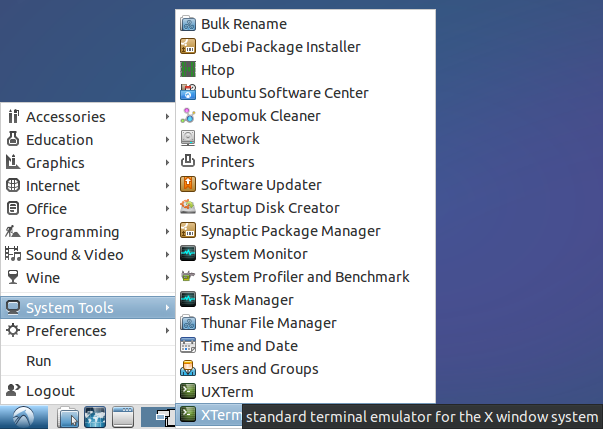 Accessories
Education
Graphics
Internet
Office
Programming
Sound & Video
Wine
System Tools
Preferences
Run
Logout
Bulk Rename
GDebi Package Installer
Htop
Lubuntu Software Center
Nepomuk Cleaner
Network
Printers
Software Updater
Startup Disk Creator
Synaptic Package Manager
System Monitor
System Profiler and Benchmark
Task Manager
Thunar File Manager
Time and Date
Users and Groups
UXTerm
XTerm
standard terminal emulator for the X window system